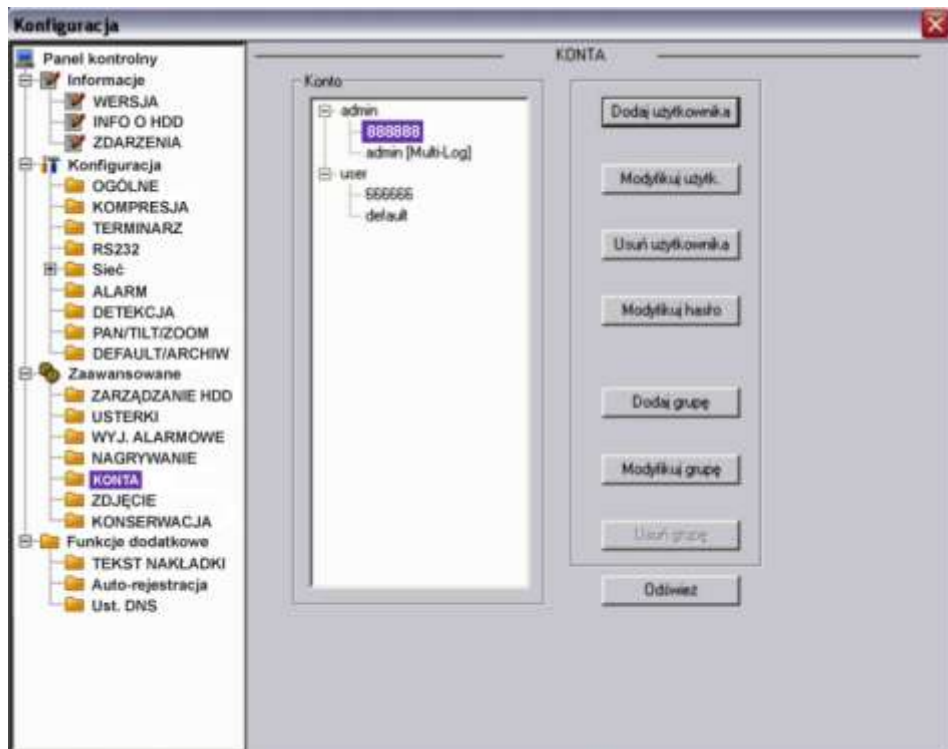 Konfiguracja
Panel kontrolny
Informacje
WERSJA
INFO O HDD
ZDARZENIA
Konfiguracja
OGÓLNE
KOMPRESJA
TERMINARZ
RS232
Sieć
ALARM
DETEKCJA
PAN/TILT/ZOOM
DEFAULT/ARCHIW
Zaawansowane
ZARZĄDZANIE HDD
USTERKI
WYJ. ALARMOWE
NAGRYWANIE
KONTA
ZDJĘCIE
KONSERWACJA
Funkcje dodatkowe
TEKST NAKŁADKI
Auto-rejestracja
Ust. DNS
KONTA
Konto
admin
888888
admin [Multi-Log]
user
666666
default
Dodaj użytkownika
Modyfikuj użytk.
Usuń użytkownika
Modyfikuj hasło
Dodaj grupę
Modyfikuj grupę
Usuń grupę
Odśwież